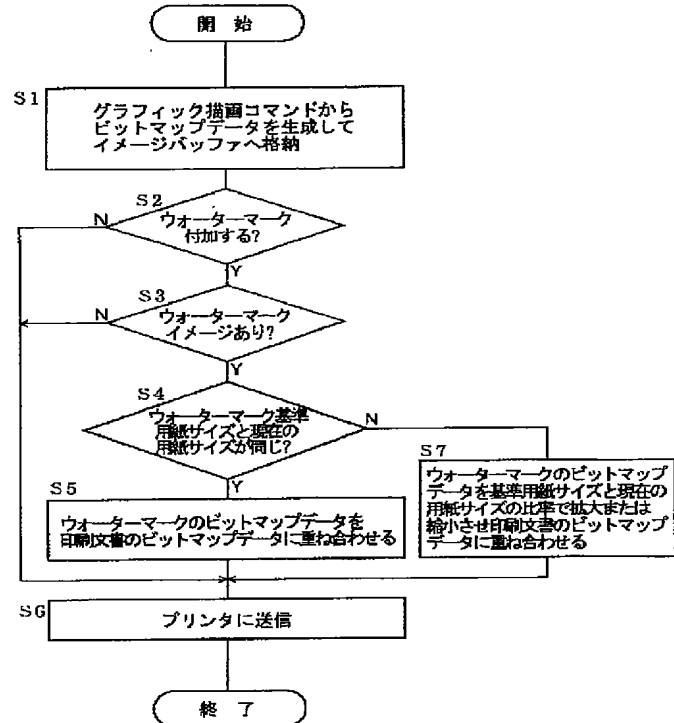 開始
S1
グラフィック描画コマンドから
ビットマップデータを生成して
イメージバッファへ格納
S2
N
ウォーターマーク
付加する?
Y
S3
N
ウォーターマーク
イメージあり?
Y
S4
N
ウォーターマーク基準
用紙サイズと現在の
用紙サイズが同じ?
Y
S5
ウォーターマークのビットマップデータを
印刷文書のビットマップデータに重ね合わせる
S7
ウォーターマークのビットマップ
データを基準用紙サイズと現在の
用紙サイズの比率で拡大または
縮小させ印刷文書のビットマップ
データに重ね合わせる
S6
プリンタに送信
終了